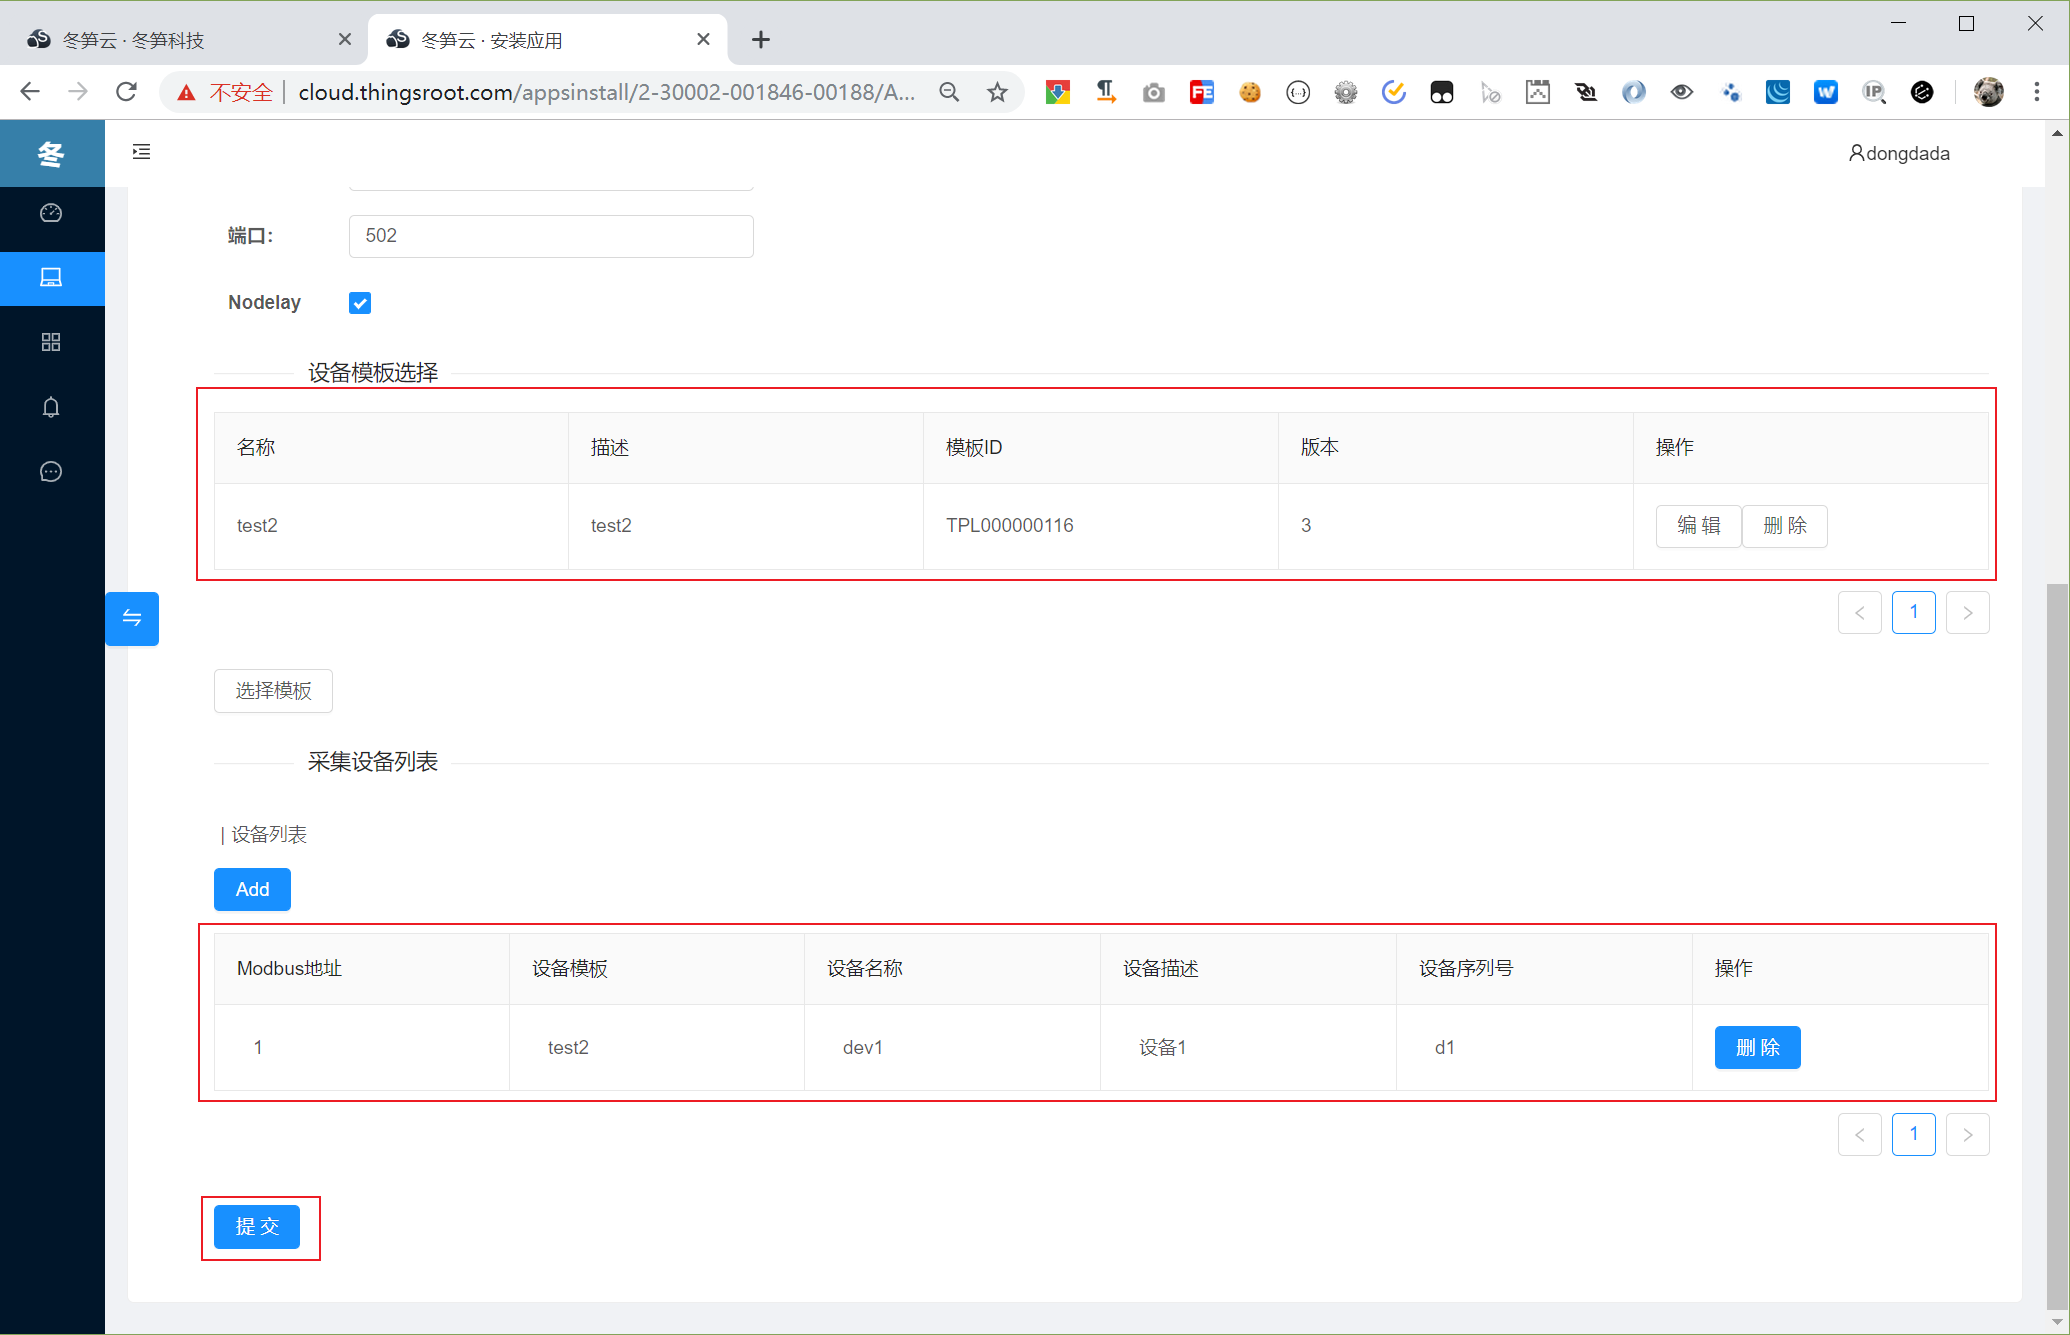 冬笋云 · 冬笋科技
冬笋云 · 安装应用
不安全
cloud.thingsroot.com/appsinstall/2-30002-001846-00188/A...
冬
dongdada
端口:
502
Nodelay
设备模板选择
名称 描述 模板ID 版本 操作
test2 test2 TPL000000116 3 编 辑 删 除
1
选择模板
采集设备列表
| 设备列表
Add
Modbus地址 设备模板 设备名称 设备描述 设备序列号 操作
1 test2 dev1 设备1 d1 删 除
1
提 交